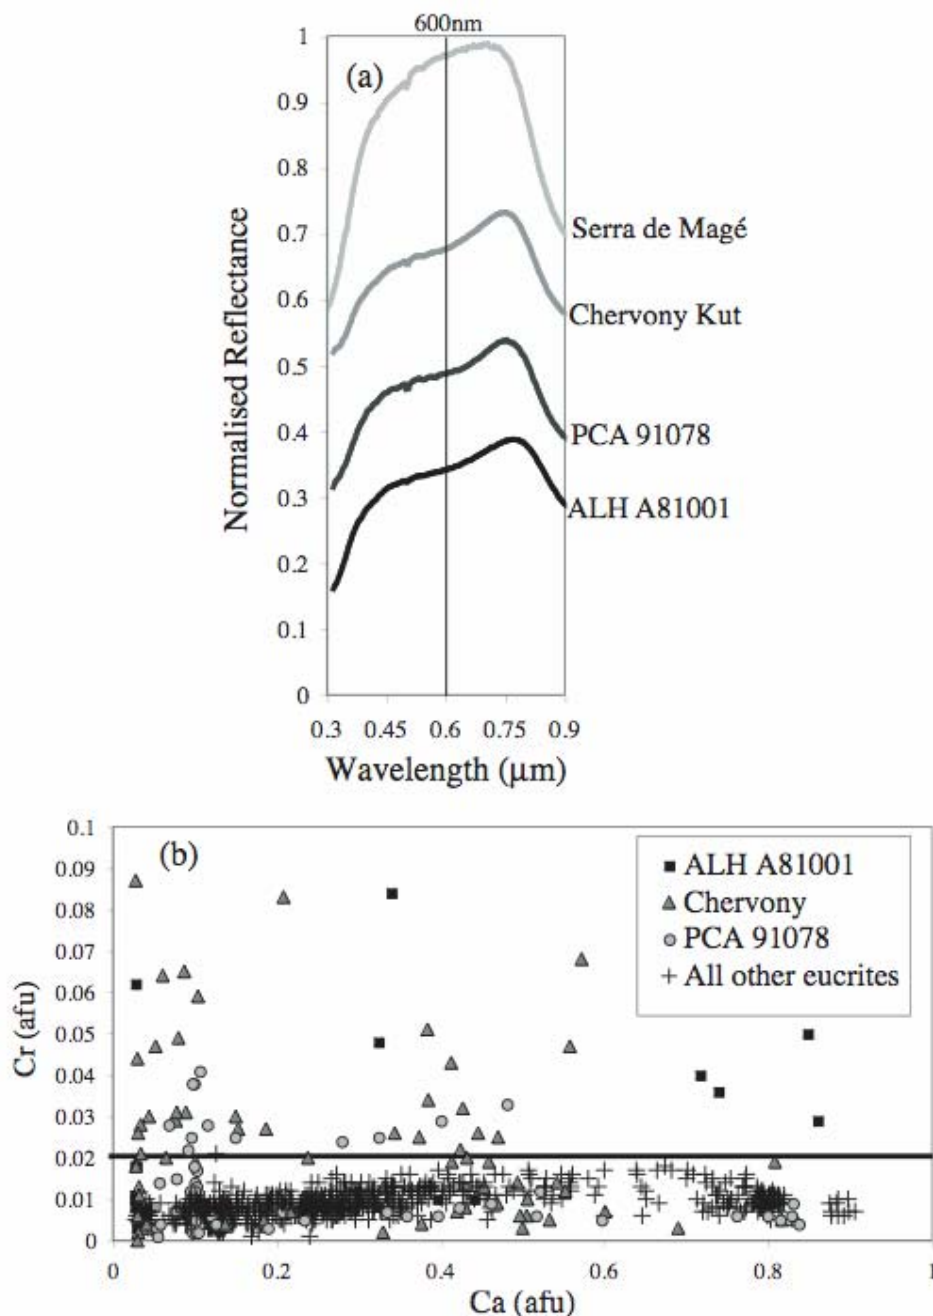 600nm
(a)
1
0.9
0.8
0.7
0.6
0.5
0.4
0.3
0.2
0.1
0
Normalised Reflectance
Serra de Magé
Chervony Kut
PCA 91078
ALH A81001
0.3 0.45 0.6 0.75 0.9
Wavelength (μm)
(b)
0.1
0.09
0.08
0.07
0.06
0.05
0.04
0.03
0.02
0.01
0
Cr (afu)
ALH A81001
Chervony
PCA 91078
All other eucrites
0 0.2 0.4 0.6 0.8 1
Ca (afu)